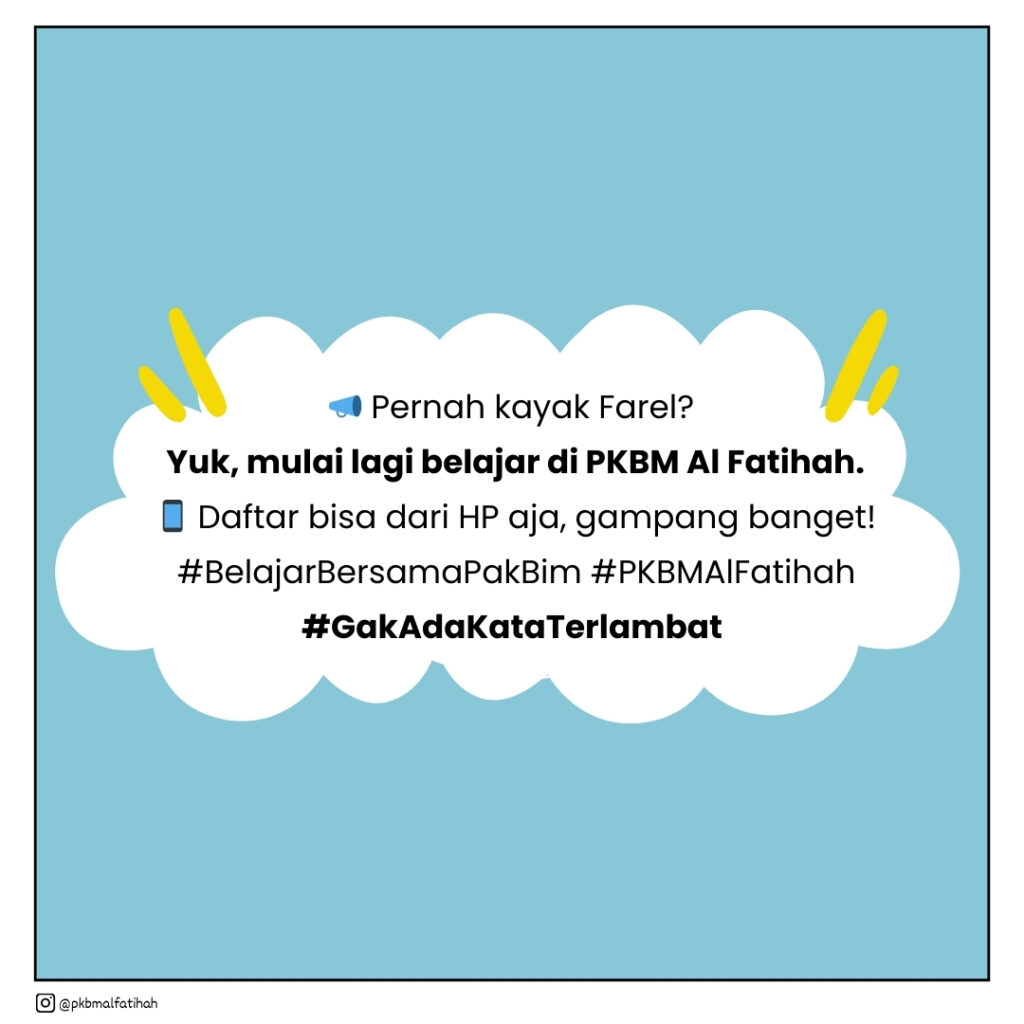 📣 Pernah kayak Farel?
Yuk, mulai lagi belajar di PKBM Al Fatihah.
📱 Daftar bisa dari HP aja, gampang banget!
#BelajarBersamaPakBim #PKBMAlFatihah
#GakAdaKataTerlambat
@pkbmalfatihah